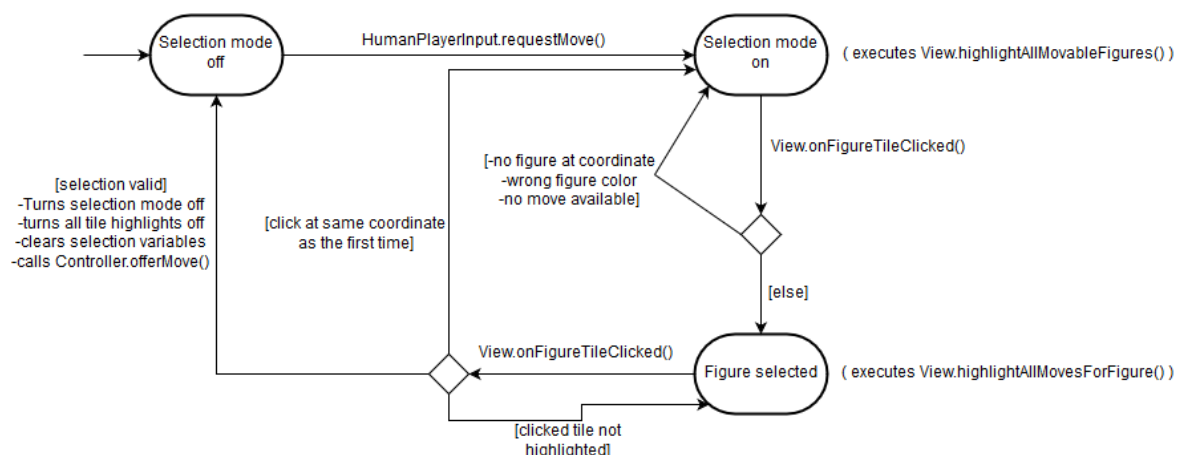 Selection mode
off
HumanPlayerInput.requestMove()
Selection mode
on
( executes View.highlightAllMovableFigures() )
View.onFigureTileClicked()
[-no figure at coordinate
-wrong figure color
-no move available]
[selection valid]
-Turns selection mode off
-turns all tile highlights off
-clears selection variables
-calls Controller.offerMove()
[click at same coordinate
as the first time]
[else]
View.onFigureTileClicked()
Figure selected
( executes View.highlightAllMovesForFigure() )
[clicked tile not
highlighted]